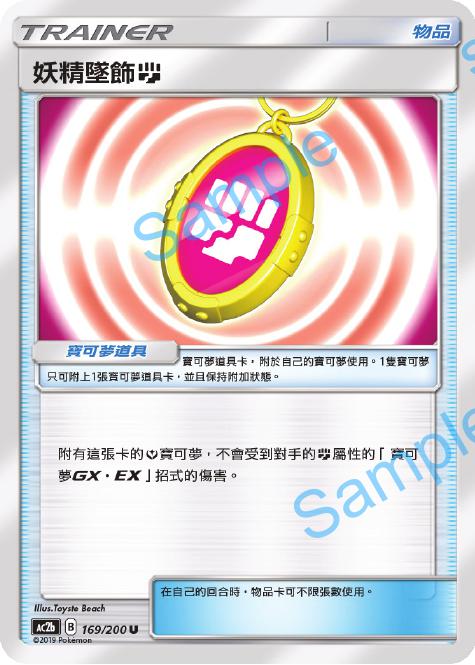 TRAINER
物品
妖精墜飾
Sample
寶可夢道具
寶可夢道具卡，附於自己的寶可夢使用。1隻寶可夢
只可附上1張寶可夢道具卡，並且保持附加狀態。
附有這張卡的寶可夢，不會受到對手的屬性的「寶可
夢GX・EX」招式的傷害。
Sample
在自己的回合時，物品卡可不限張數使用。
Illus.Toyste Beach
AC2b B 169/200 U
©2019 Pokémon